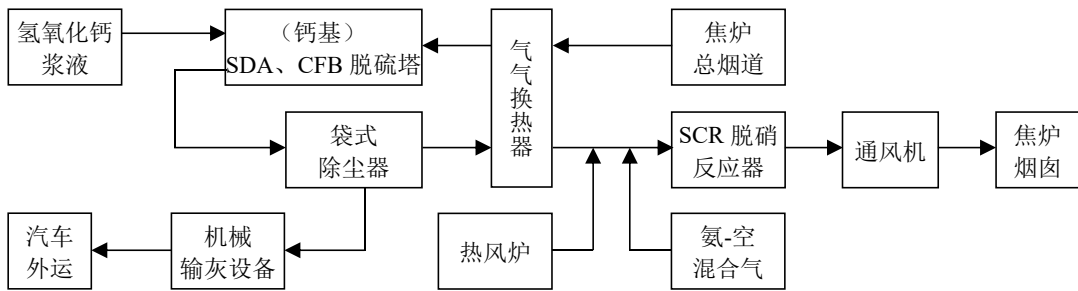 氢氧化钙
浆液
（钙基）
SDA、CFB 脱硫塔
气
气
换
热
器
焦炉
总烟道
袋式
除尘器
SCR 脱硝
反应器
通风机
焦炉
烟囱
汽车
外运
机械
输灰设备
热风炉
氨-空
混合气